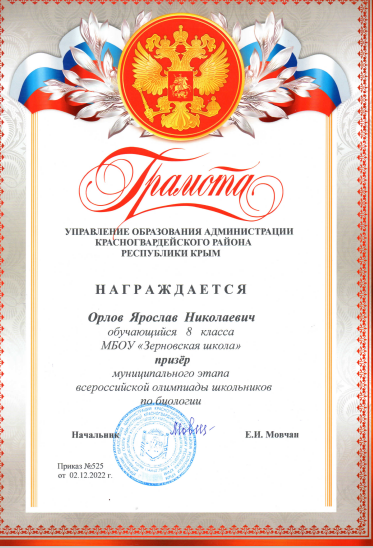 Грамота
УПРАВЛЕНИЕ ОБРАЗОВАНИЯ АДМИНИСТРАЦИИ
КРАСНОГВАРДЕЙСКОГО РАЙОНА
РЕСПУБЛИКИ КРЫМ
НАГРАЖДАЕТСЯ
Орлов Ярослав Николаевич
обучающийся 8 класса
МБОУ «Зерновская школа»
призёр
муниципального этапа
всероссийской олимпиады школьников
по биологии
Начальник Е.И. Мовчан
Приказ №525
от 02.12.2022 г.